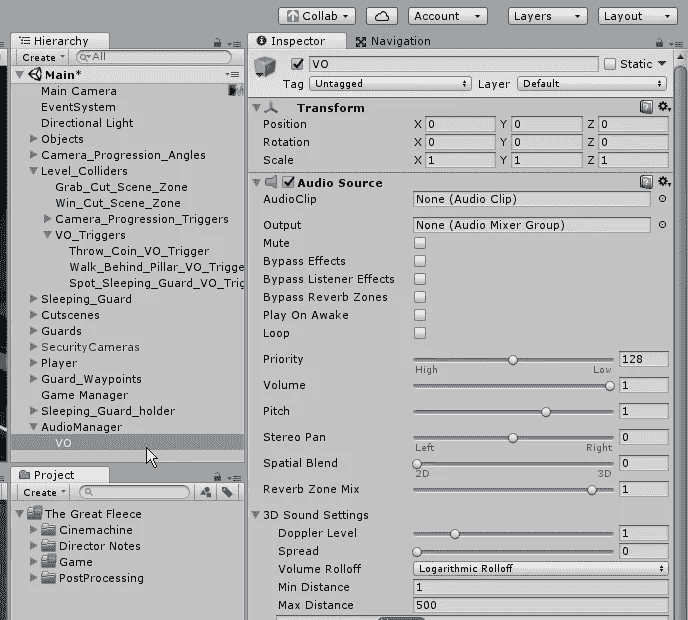 Collab
Account
Layers
Layout
Hierarchy
Create
All
Main*
Main Camera
EventSystem
Directional Light
Objects
Camera_Progression_Angles
Level_Colliders
Grab_Cut_Scene_Zone
Win_Cut_Scene_Zone
Camera_Progression_Triggers
VO_Triggers
Throw_Coin_VO_Trigger
Walk_Behind_Pillar_VO_Trigge
Spot_Sleeping_Guard_VO_Trig
Sleeping_Guard
Cutscenes
Guards
SecurityCameras
Player
Guard_Waypoints
Game Manager
Sleeping_Guard_holder
AudioManager
VO
Project
Create
The Great Fleece
Cinemachine
Director Notes
Game
PostProcessing
Inspector
Navigation
VO
Static
Tag Untagged Layer Default
Transform
Position X 0 Y 0 Z 0
Rotation X 0 Y 0 Z 0
Scale X 1 Y 1 Z 1
Audio Source
AudioClip None (Audio Clip)
Output None (Audio Mixer Group)
Mute
Bypass Effects
Bypass Listener Effects
Bypass Reverb Zones
Play On Awake
Loop
Priority 128
High Low
Volume 1
Pitch 1
Stereo Pan 0
Left Right
Spatial Blend 0
2D 3D
Reverb Zone Mix 1
3D Sound Settings
Doppler Level 1
Spread 0
Volume Rolloff Logarithmic Rolloff
Min Distance 1
Max Distance 500